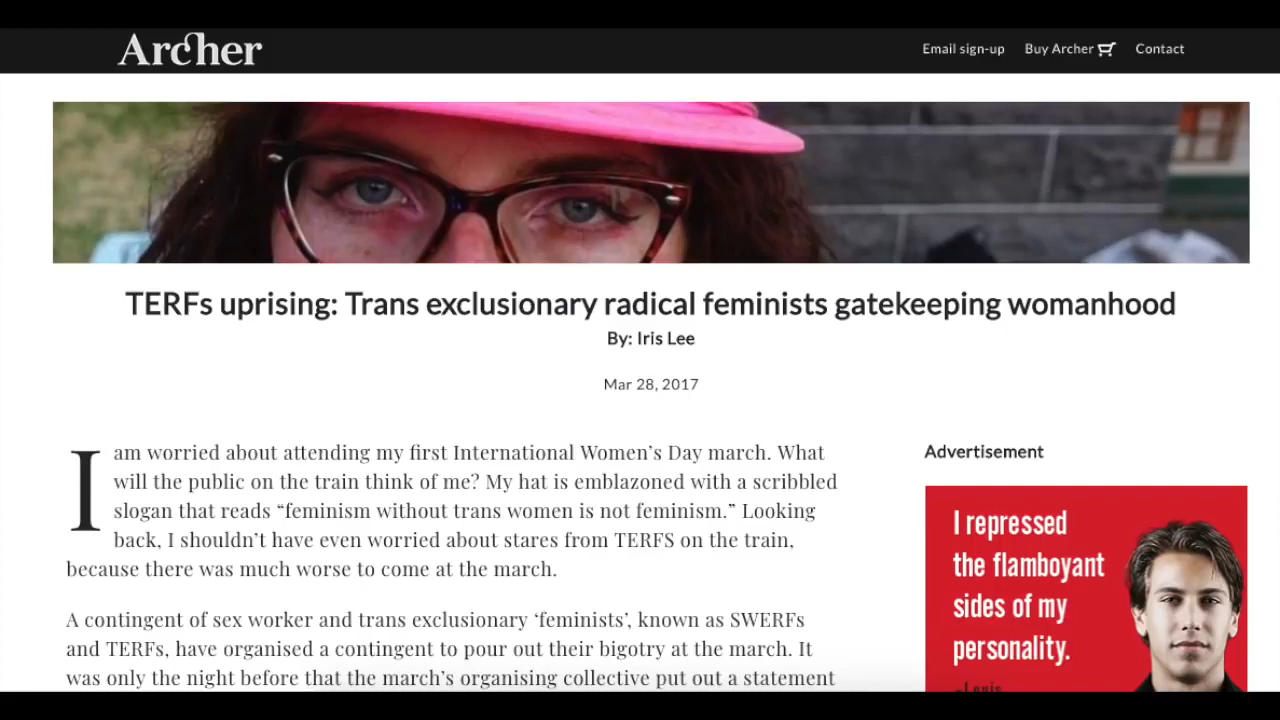 Archer
Email sign-up
Buy Archer
Contact
TERFs uprising: Trans exclusionary radical feminists gatekeeping womanhood
By: Iris Lee
Mar 28, 2017
I am worried about attending my first International Women’s Day march. What
will the public on the train think of me? My hat is emblazoned with a scribbled
slogan that reads “feminism without trans women is not feminism.” Looking
back, I shouldn’t have even worried about stares from TERFS on the train,
because there was much worse to come at the march.
A contingent of sex worker and trans exclusionary ‘feminists’, known as SWERFs
and TERFs, have organised a contingent to pour out their bigotry at the march. It
was only the night before that the march’s organising collective put out a statement
Advertisement
I repressed
the flamboyant
sides of my
personality.